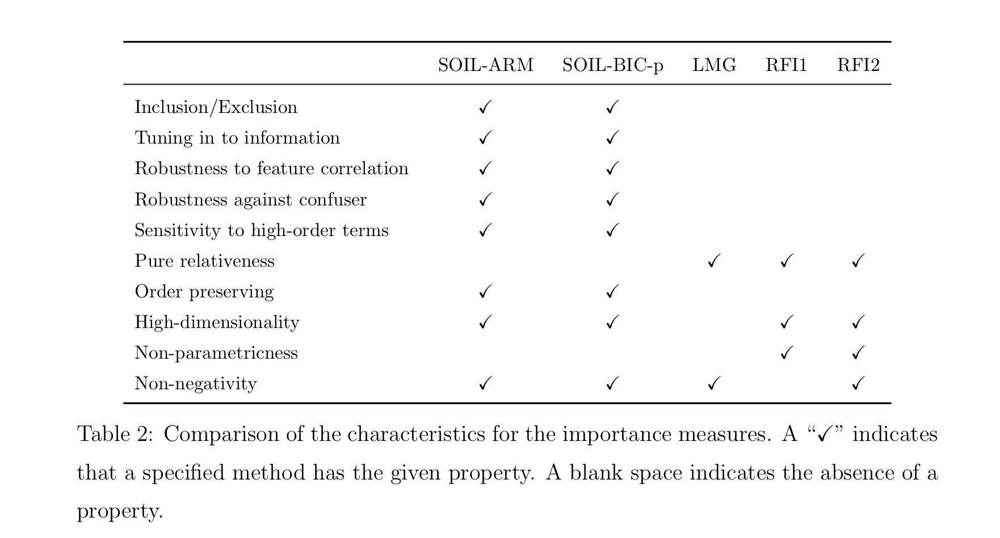 SOIL-ARM SOIL-BIC-p LMG RFI1 RFI2
Inclusion/Exclusion ✓ ✓
Tuning in to information ✓ ✓
Robustness to feature correlation ✓ ✓
Robustness against confuser ✓ ✓
Sensitivity to high-order terms ✓ ✓
Pure relativeness ✓ ✓ ✓
Order preserving ✓ ✓
High-dimensionality ✓ ✓ ✓ ✓
Non-parametricness ✓ ✓
Non-negativity ✓ ✓ ✓ ✓
Table 2: Comparison of the characteristics for the importance measures. A “✓” indicates
that a specified method has the given property. A blank space indicates the absence of a
property.